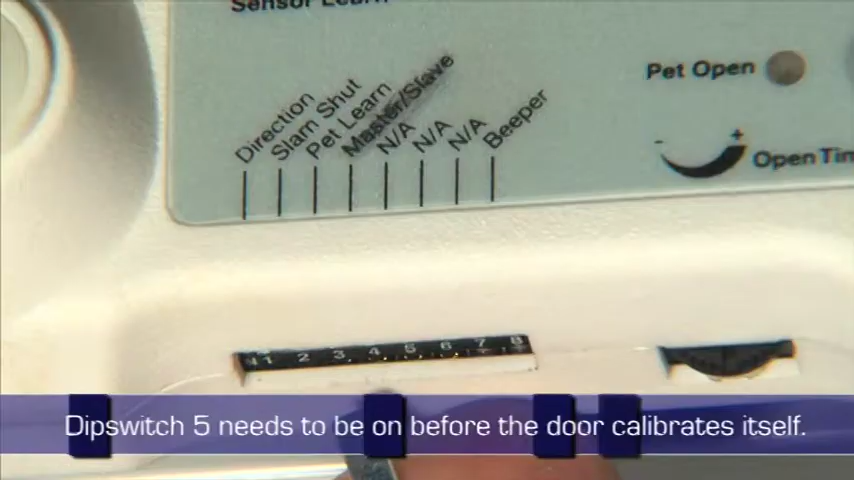 Sensor Learn
Direction
Slam Shut
Pet Learn
Master/Slave
N/A
N/A
N/A
Beeper
Pet Open
- +
Open Tim
1 2 3 4 5 6 7 8
Dipswitch 5 needs to be on before the door calibrates itself.